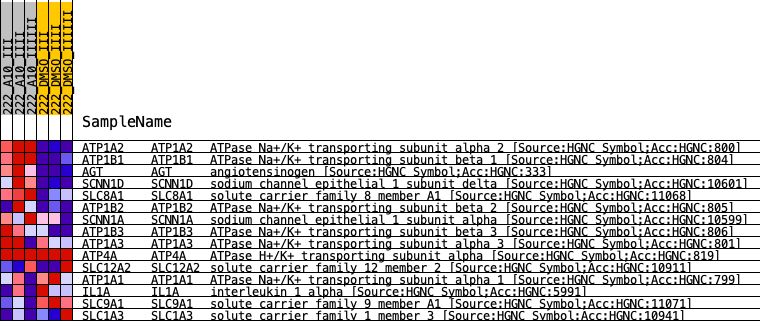 222_A10_III
222_A10_IIII
222_A10_IIIIII
222_DMSO_III
222_DMSO_IIII
222_DMSO_IIIIII
SampleName
ATP1A2 ATP1A2 ATPase Na+/K+ transporting subunit alpha 2 [Source:HGNC Symbol;Acc:HGNC:800]
ATP1B1 ATP1B1 ATPase Na+/K+ transporting subunit beta 1 [Source:HGNC Symbol;Acc:HGNC:804]
AGT AGT angiotensinogen [Source:HGNC Symbol;Acc:HGNC:333]
SCNN1D SCNN1D sodium channel epithelial 1 subunit delta [Source:HGNC Symbol;Acc:HGNC:10601]
SLC8A1 SLC8A1 solute carrier family 8 member A1 [Source:HGNC Symbol;Acc:HGNC:11068]
ATP1B2 ATP1B2 ATPase Na+/K+ transporting subunit beta 2 [Source:HGNC Symbol;Acc:HGNC:805]
SCNN1A SCNN1A sodium channel epithelial 1 subunit alpha [Source:HGNC Symbol;Acc:HGNC:10599]
ATP1B3 ATP1B3 ATPase Na+/K+ transporting subunit beta 3 [Source:HGNC Symbol;Acc:HGNC:806]
ATP1A3 ATP1A3 ATPase Na+/K+ transporting subunit alpha 3 [Source:HGNC Symbol;Acc:HGNC:801]
ATP4A ATP4A ATPase H+/K+ transporting subunit alpha [Source:HGNC Symbol;Acc:HGNC:819]
SLC12A2 SLC12A2 solute carrier family 12 member 2 [Source:HGNC Symbol;Acc:HGNC:10911]
ATP1A1 ATP1A1 ATPase Na+/K+ transporting subunit alpha 1 [Source:HGNC Symbol;Acc:HGNC:799]
IL1A IL1A interleukin 1 alpha [Source:HGNC Symbol;Acc:HGNC:5991]
SLC9A1 SLC9A1 solute carrier family 9 member A1 [Source:HGNC Symbol;Acc:HGNC:11071]
SLC1A3 SLC1A3 solute carrier family 1 member 3 [Source:HGNC Symbol;Acc:HGNC:10941]